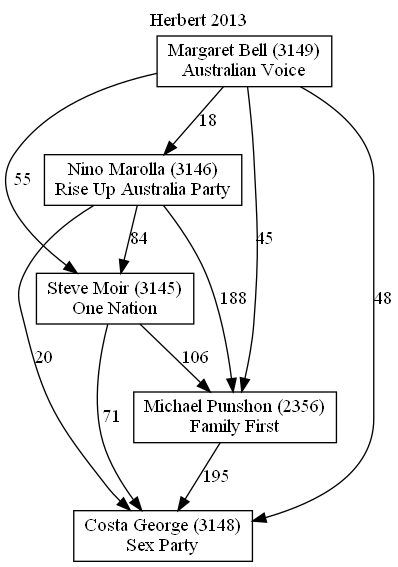 Herbert 2013
Margaret Bell (3149)
Australian Voice
18
Nino Marolla (3146)
Rise Up Australia Party
55
84
45
Steve Moir (3145)
One Nation
188
48
20
106
Michael Punshon (2356)
Family First
71
195
Costa George (3148)
Sex Party